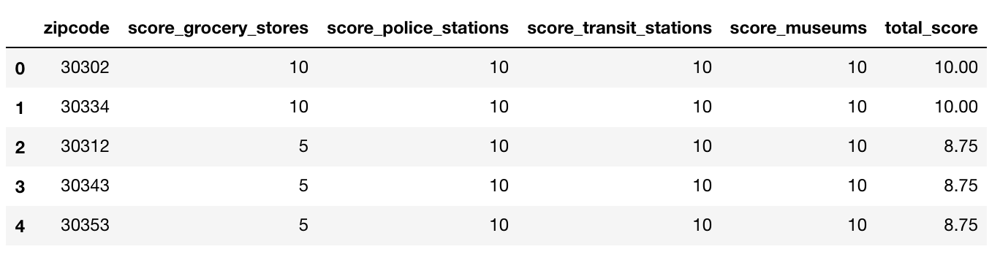 zipcode score_grocery_stores score_police_stations score_transit_stations score_museums total_score
0 30302 10 10 10 10 10.00
1 30334 10 10 10 10 10.00
2 30312 5 10 10 10 8.75
3 30343 5 10 10 10 8.75
4 30353 5 10 10 10 8.75